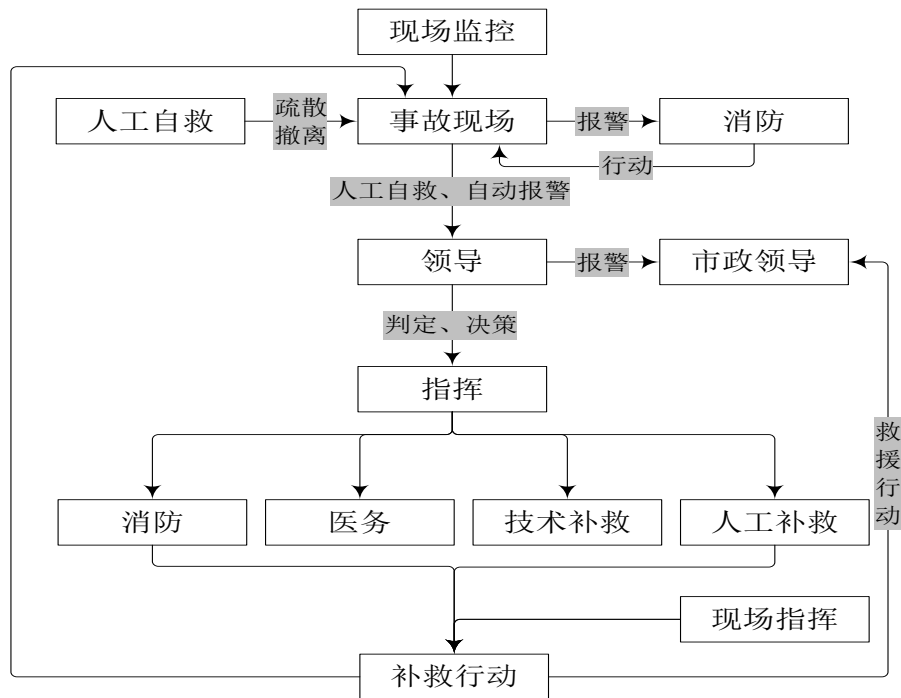 现场监控
人工自救
疏散
撤离
事故现场
报警
消防
行动
人工自救、自动报警
领导
报警
市政领导
判定、决策
指挥
救
援
行
动
消防
医务
技术补救
人工补救
现场指挥
补救行动